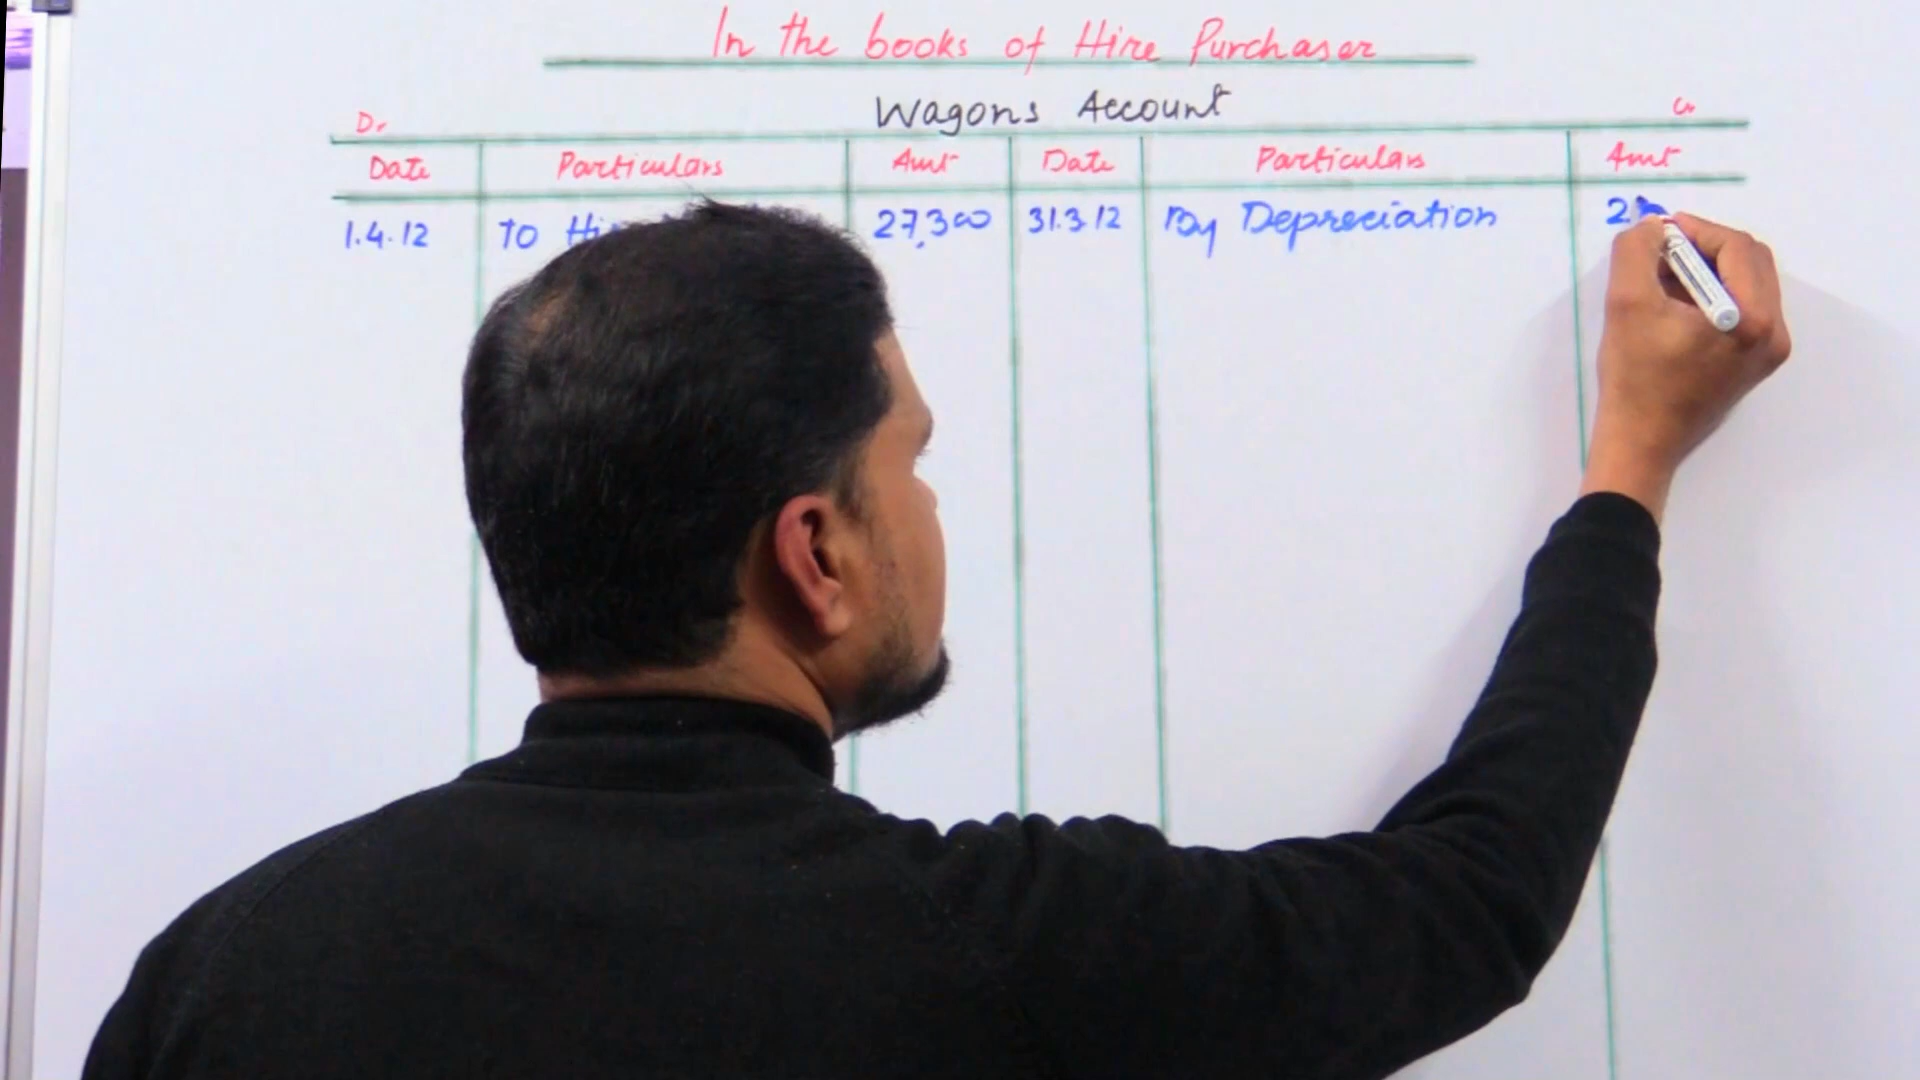 In the books of Hire Purchaser
Wagons Account
Dr Cr
Date Particulars Amt Date Particulars Amt
1.4.12 To 27,300 31.3.12 By Depreciation